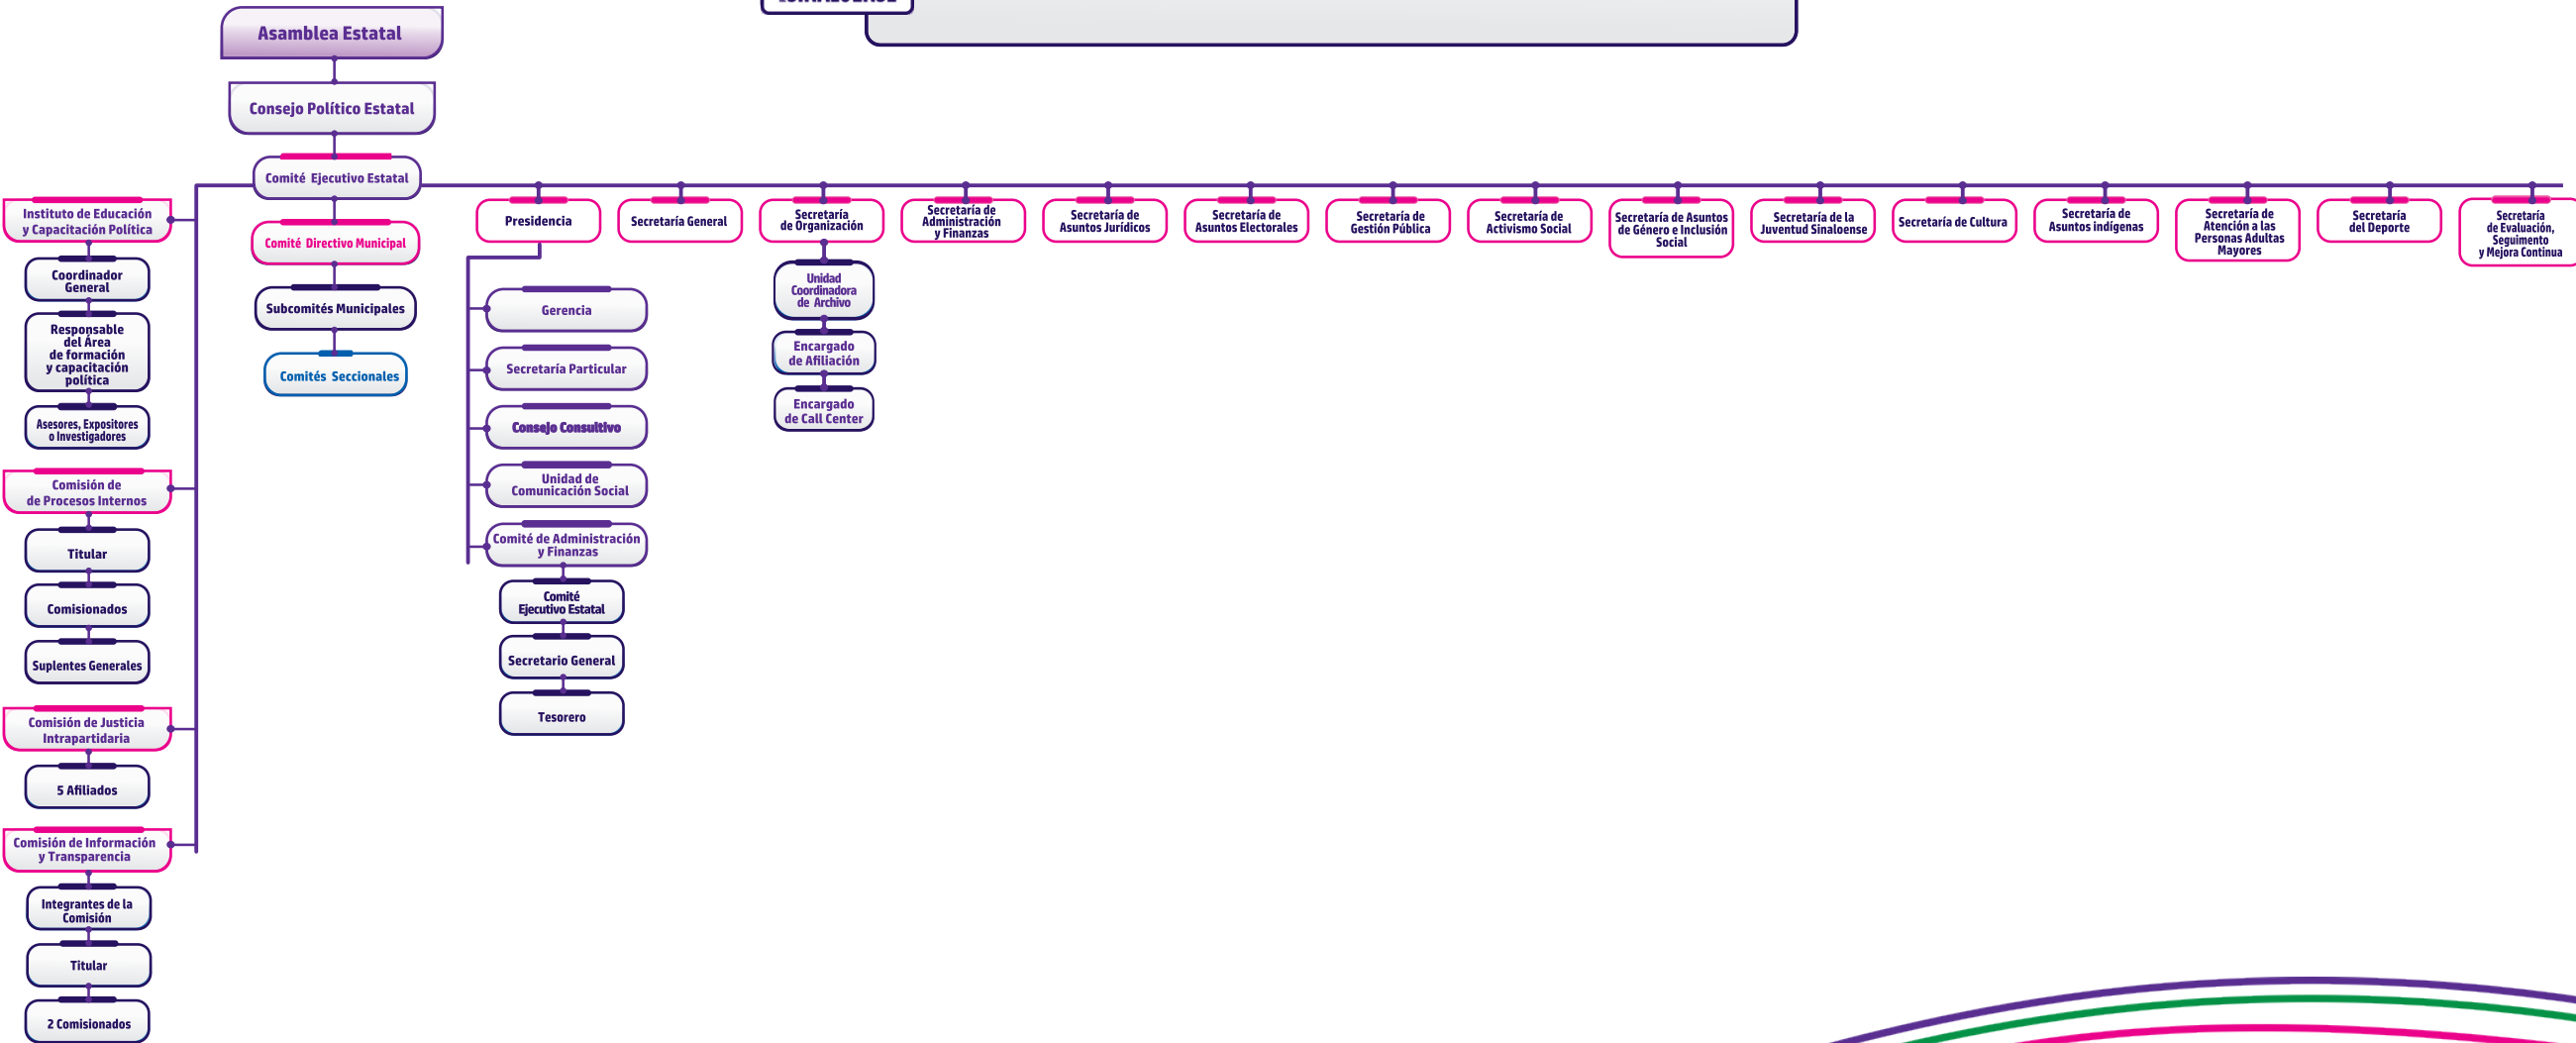 Asamblea Estatal
Consejo Político Estatal
Comité Ejecutivo Estatal
Comité Directivo Municipal
Subcomités Municipales
Comités Seccionales
Instituto de Educación
y Capacitación Política
Coordinador
General
Responsable
del Área
de formación
y capacitación
política
Asesores, Expositores
o Investigadores
Comisión de
de Procesos Internos
Titular
Comisionados
Suplentes Generales
Comisión de Justicia
Intrapartidaria
5 Afiliados
Comisión de Información
y Transparencia
Integrantes de la
Comisión
Titular
2 Comisionados
Presidencia
Gerencia
Secretaría Particular
Consejo Consultivo
Unidad de
Comunicación Social
Comité de Administración
y Finanzas
Comité
Ejecutivo Estatal
Secretario General
Tesorero
Secretaría General
Secretaría
de Organización
Unidad
Coordinadora
de Archivo
Encargado
de Afiliación
Encargado
de Call Center
Secretaría de
Administración
y Finanzas
Secretaría de
Asuntos Jurídicos
Secretaría de
Asuntos Electorales
Secretaría de
Gestión Pública
Secretaría de
Activismo Social
Secretaría de Asuntos
de Género e Inclusión
Social
Secretaría de la
Juventud Sinaloense
Secretaría de Cultura
Secretaría de
Asuntos indígenas
Secretaría de
Atención a las
Personas Adultas
Mayores
Secretaría
del Deporte
Secretaría
de Evaluación,
Seguimento
y Mejora Continua